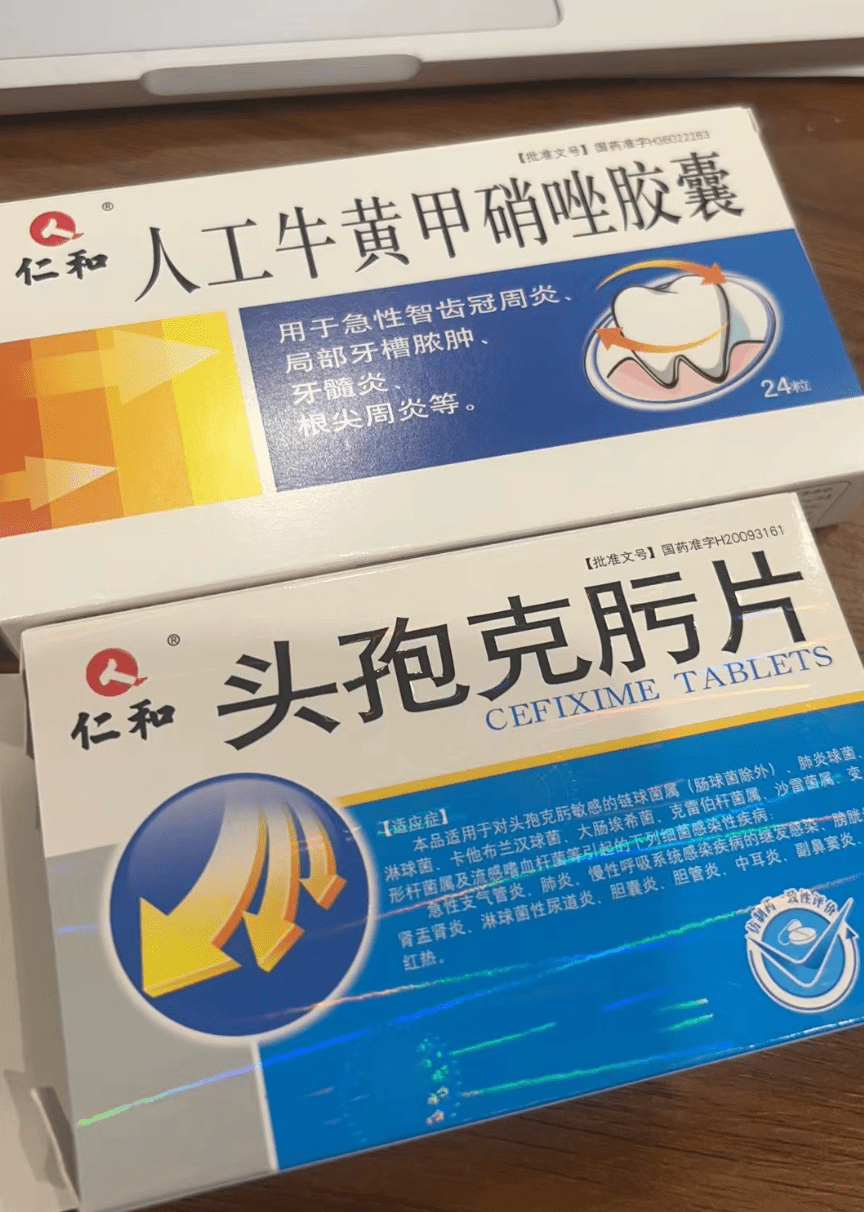 【批准文号】国药准字H36022263
仁和®
人工牛黄甲硝唑胶囊
用于急性智齿冠周炎、
局部牙槽脓肿、
牙髓炎、
根尖周炎等。
24粒
【批准文号】国药准字H20093161
仁和®
头孢克肟片
CEFIXIME TABLETS
【适应症】
本品适用于对头孢克肟敏感的链球菌属（肠球菌除外）、肺炎球菌、
淋球菌、卡他布兰汉球菌、大肠埃希菌、克雷伯杆菌属、沙雷菌属、变
形杆菌属及流感嗜血杆菌等引起的下列细菌感染性疾病:
急性支气管炎、肺炎、慢性呼吸系统感染疾病的继发感染、膀胱
肾盂肾炎、淋球菌性尿道炎、胆囊炎、胆管炎、中耳炎、副鼻窦炎、
红热。
仿制药一致性评价